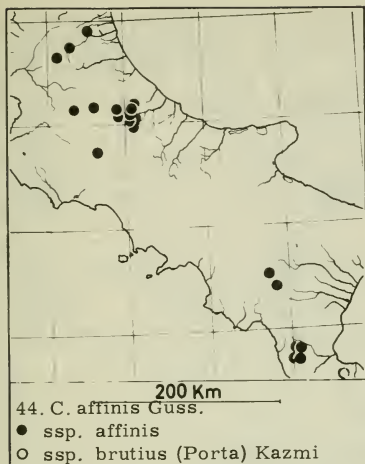 200 Km
44. C. affinis Guss.
● ssp. affinis
○ ssp. brutius (Porta) Kazmi